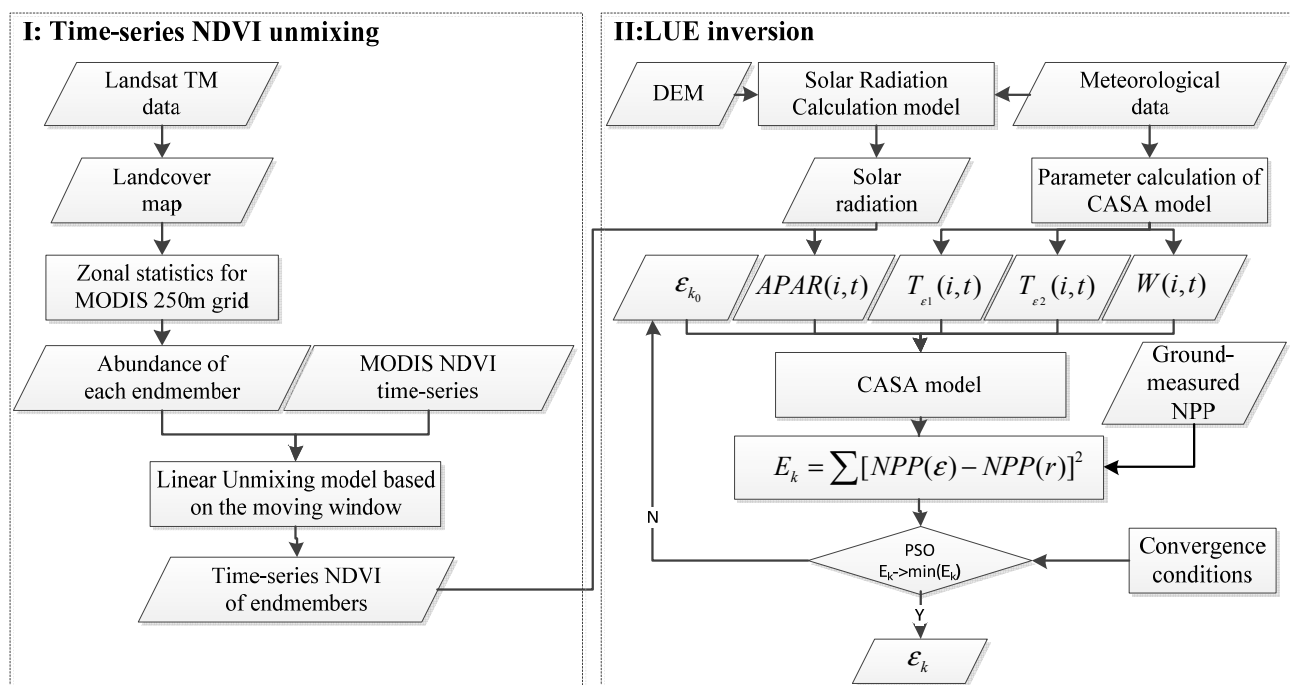 I: Time-series NDVI unmixing
Landsat TM
data
Landcover
map
Zonal statistics for
MODIS 250m grid
Abundance of
each endmember
MODIS NDVI
time-series
Linear Unmixing model based
on the moving window
Time-series NDVI
of endmembers
II:LUE inversion
DEM
Solar Radiation
Calculation model
Meteorological
data
Solar
radiation
Parameter calculation of
CASA model
ε_{k_0}
APAR(i,t)
T_{ε1}(i,t)
T_{ε2}(i,t)
W(i,t)
CASA model
Ground-
measured
NPP
E_k = ∑[NPP(ε) − NPP(r)]^2
N
PSO
E_k->min(E_k)
Convergence
conditions
Y
ε_k